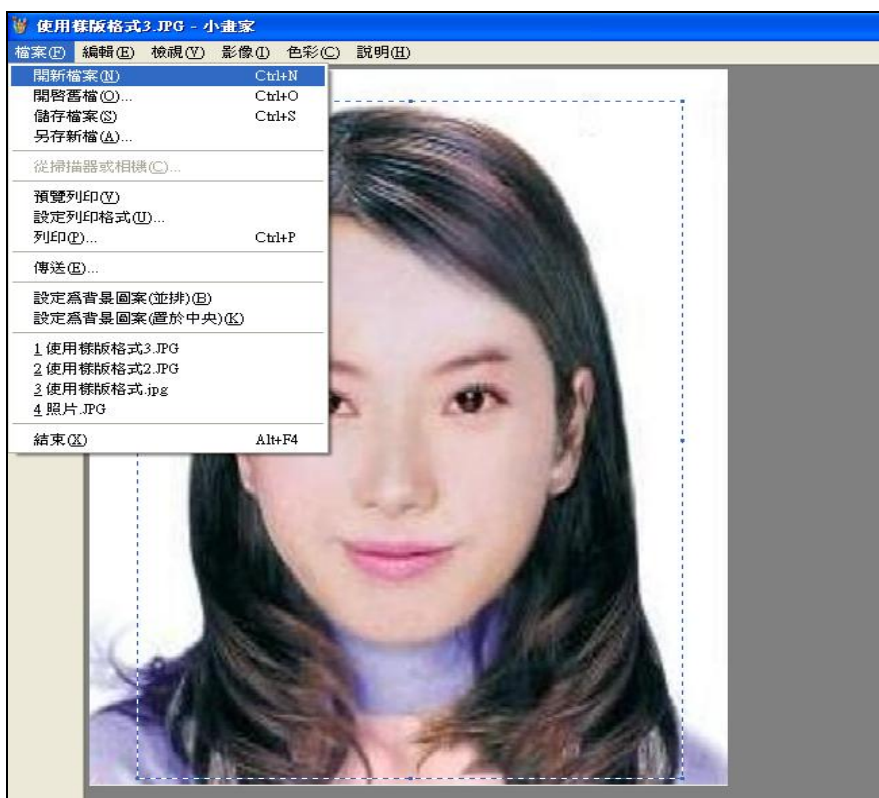 使用樣版格式3.JPG - 小畫家
檔案(F) 編輯(E) 檢視(V) 影像(I) 色彩(C) 說明(H)
開新檔案(N) Ctrl+N
開啓舊檔(O)... Ctrl+O
儲存檔案(S) Ctrl+S
另存新檔(A)...
從掃描器或相機(C)...
預覽列印(V)
設定列印格式(U)...
列印(P)... Ctrl+P
傳送(E)...
設定爲背景圖案(並排)(B)
設定爲背景圖案(置於中央)(K)
1 使用樣版格式3.JPG
2 使用樣版格式2.JPG
3 使用樣版格式.jpg
4 照片.JPG
結束(X) Alt+F4